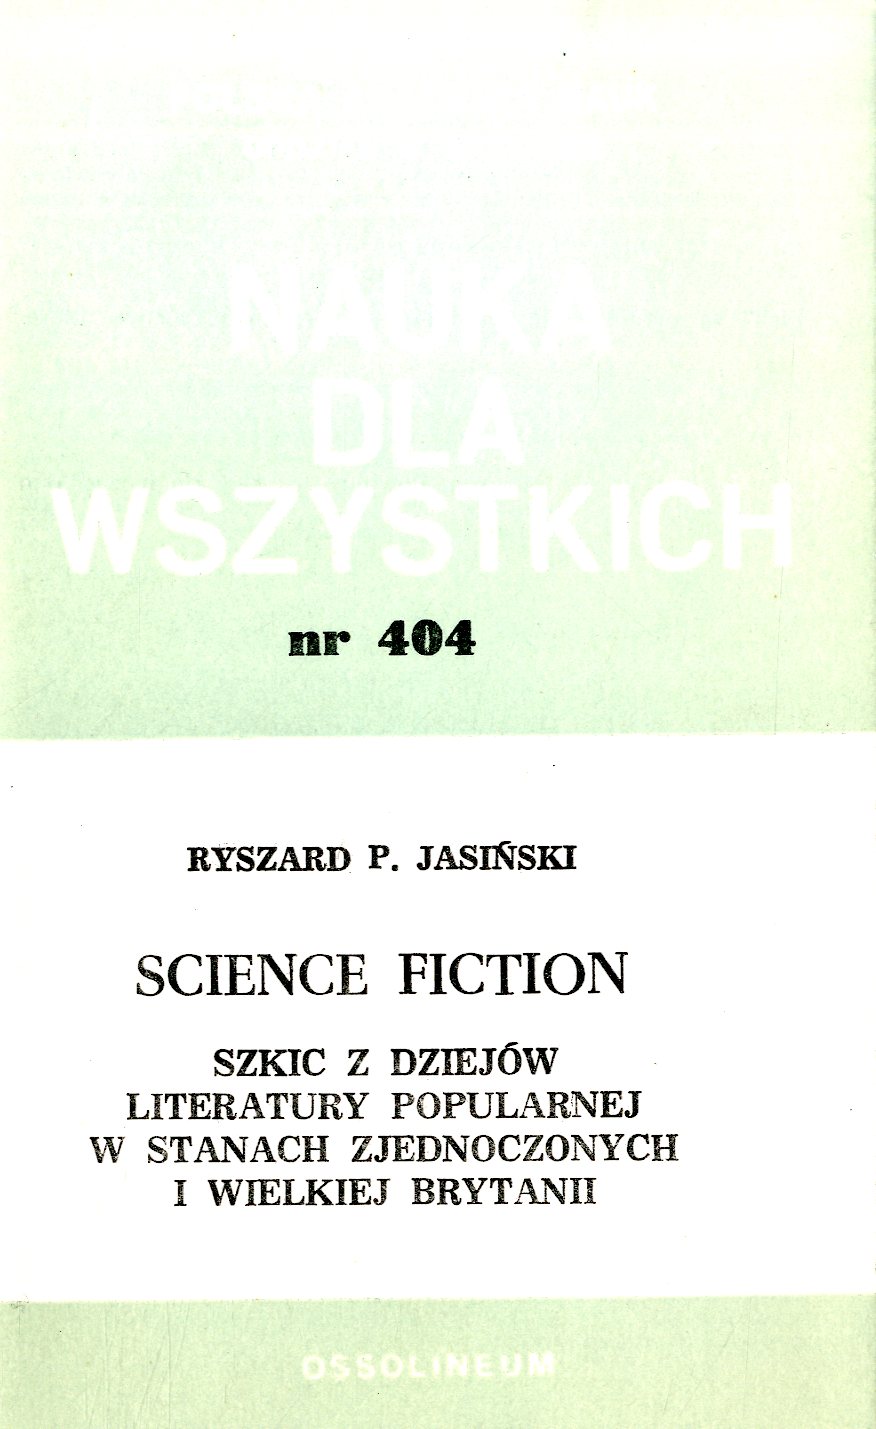 NAUKA
DLA
WSZYSTKICH
nr 404
RYSZARD P. JASIŃSKI
SCIENCE FICTION
SZKIC Z DZIEJÓW
LITERATURY POPULARNEJ
W STANACH ZJEDNOCZONYCH
I WIELKIEJ BRYTANII
OSSOLINEUM